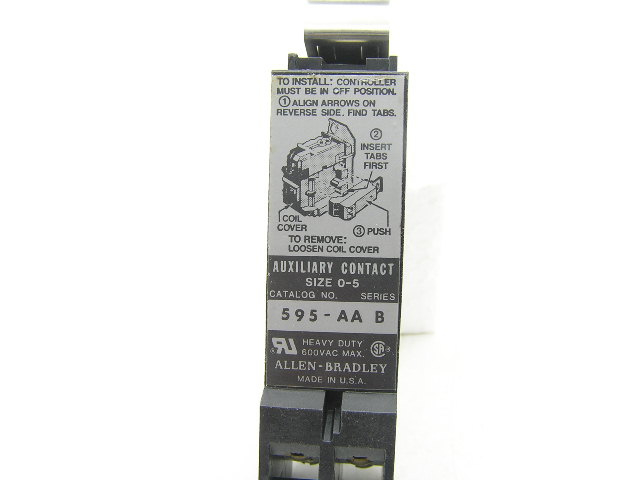 TO INSTALL: CONTROLLER
MUST BE IN OFF POSITION.
① ALIGN ARROWS ON
REVERSE SIDE. FIND TABS.
②
INSERT
TABS
FIRST
COIL
COVER
③ PUSH
TO REMOVE:
LOOSEN COIL COVER
AUXILIARY CONTACT
SIZE 0-5
CATALOG NO. SERIES
595-AA B
HEAVY DUTY
600VAC MAX.
ALLEN-BRADLEY
MADE IN U.S.A.